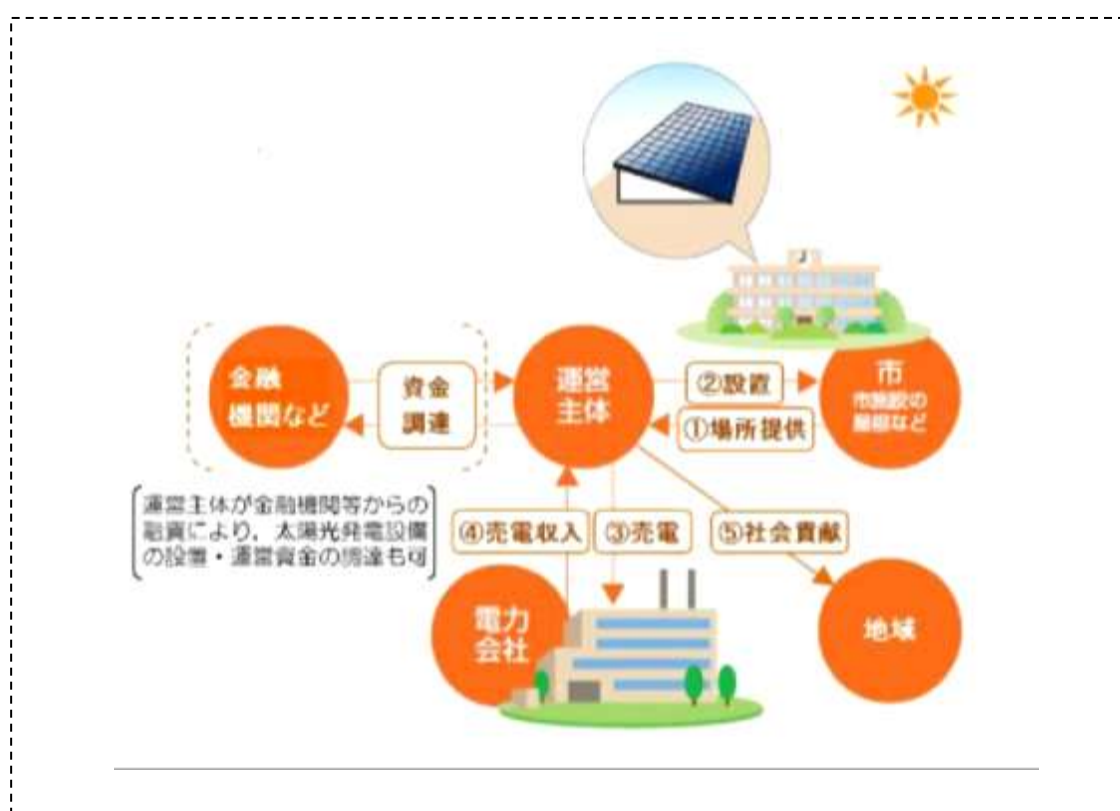 金融
機関など
資金
調達
運営
主体
②設置
①場所提供
市
市施設の
屋根など
運営主体が金融機関等からの
融資により，太陽光発電設備
の設置・運営資金の調達も可
④売電収入
③売電
⑤社会貢献
電力
会社
地域